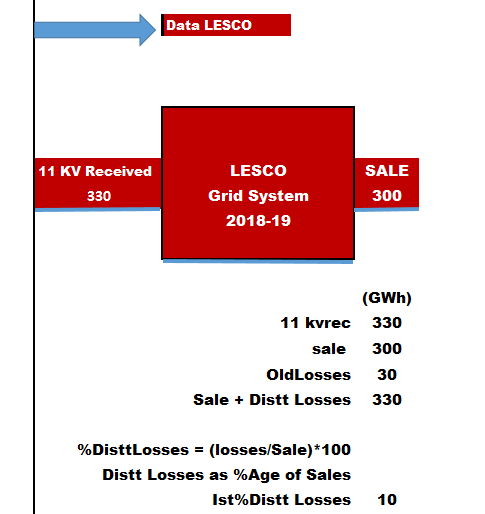 Data LESCO
11 KV Received
330
LESCO
Grid System
2018-19
SALE
300
(GWh)
11 kvrec 330
sale 300
OldLosses 30
Sale + Distt Losses 330
%DisttLosses = (losses/Sale)*100
Distt Losses as %Age of Sales
Ist%Distt Losses 10